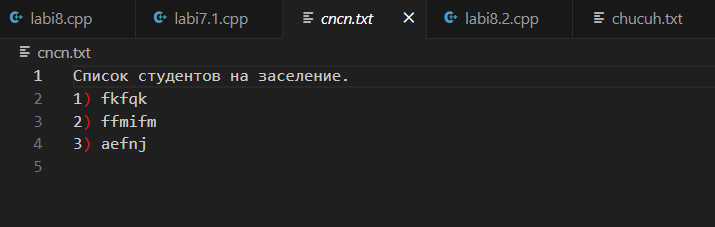 labi8.cpp labi7.1.cpp cncn.txt labi8.2.cpp chucuh.txt
cncn.txt
1 Список студентов на заселение.
2 1) fkfqk
3 2) ffmifm
4 3) aefnj
5